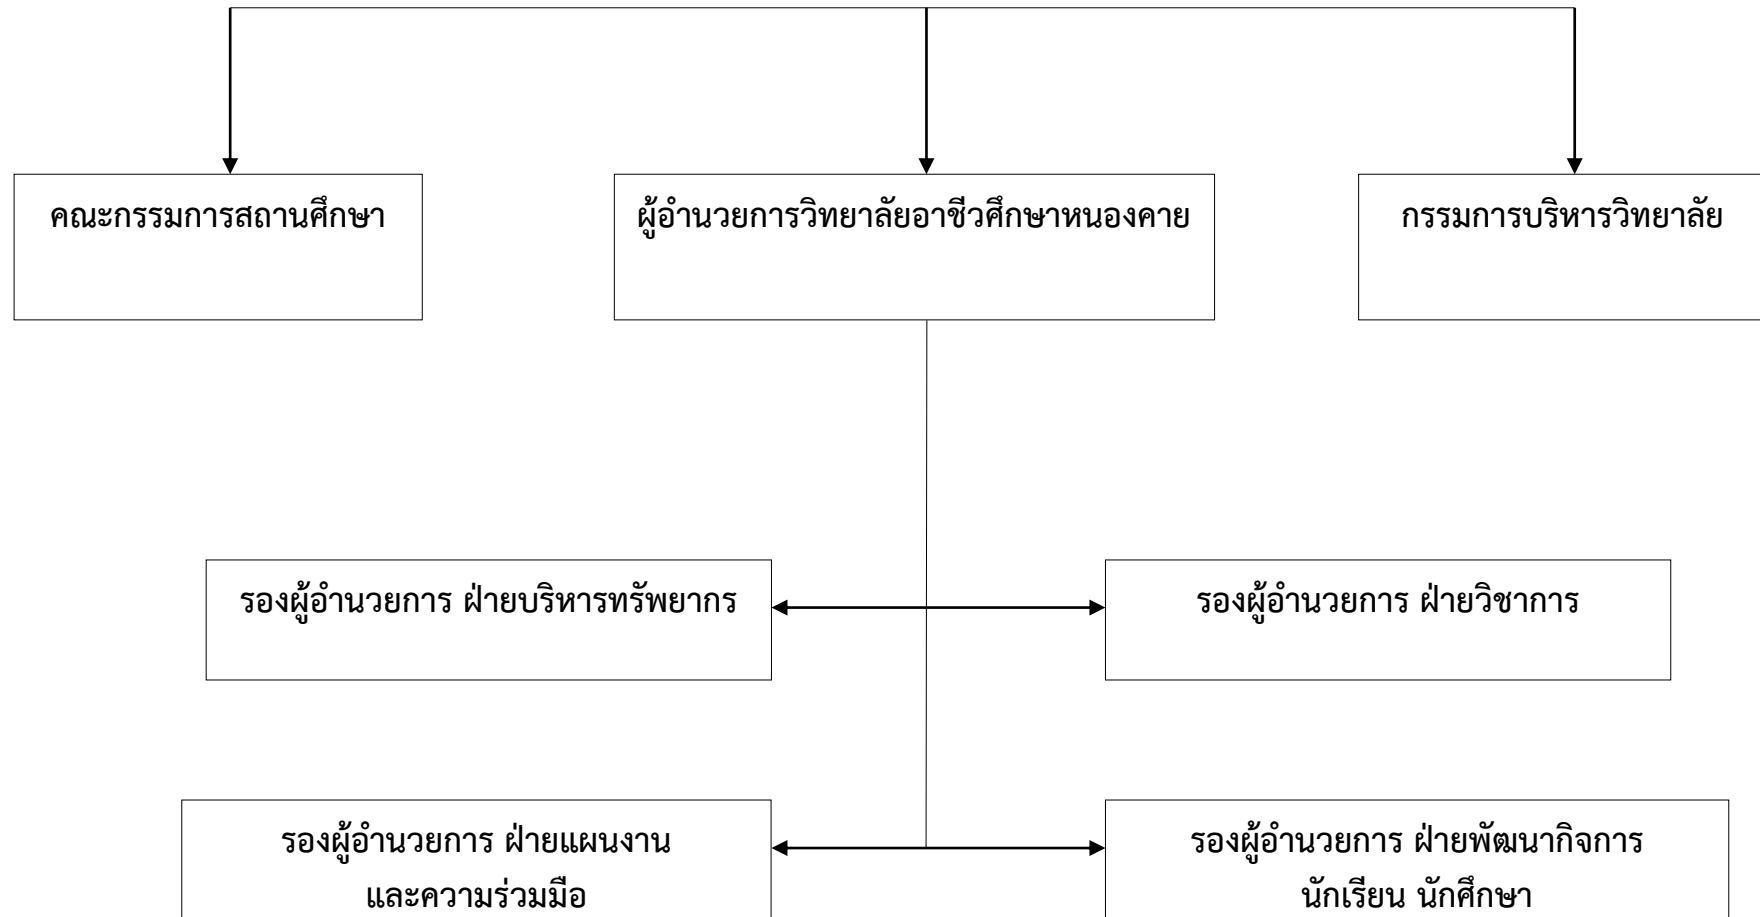 คณะกรรมการสถานศึกษา
ผู้อำนวยการวิทยาลัยอาชีวศึกษาหนองคาย
กรรมการบริหารวิทยาลัย
รองผู้อำนวยการ ฝ่ายบริหารทรัพยากร
รองผู้อำนวยการ ฝ่ายวิชาการ
รองผู้อำนวยการ ฝ่ายแผนงาน
และความร่วมมือ
รองผู้อำนวยการ ฝ่ายพัฒนากิจการ
นักเรียน นักศึกษา